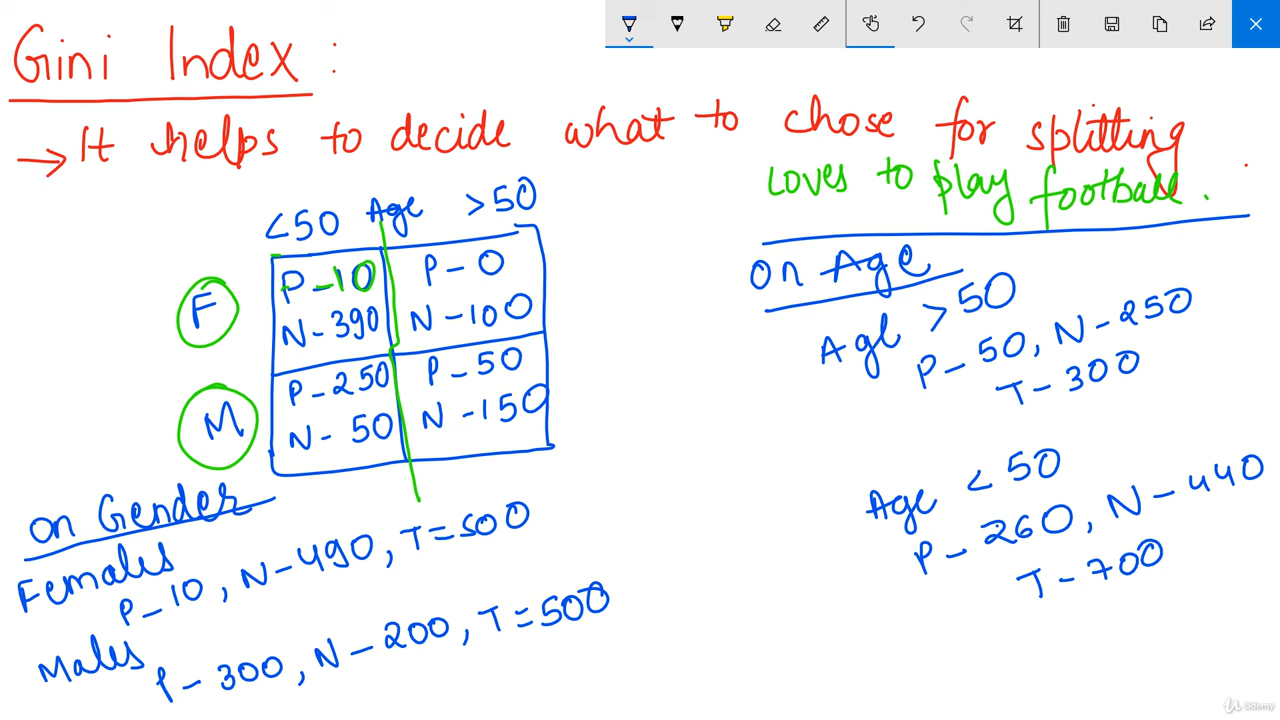 Gini Index :
→ It helps to decide what to chose for splitting
Loves to play football.
<50 Age >50
F
P-10
N-390
P-0
N-100
M
P-250
N-50
P-50
N-150
on Gender
Females
P-10, N-490, T=500
Males
P-300, N-200, T=500
on Age
Age >50
P-50, N-250
T-300
Age <50
P-260, N-440
T-700
Udemy